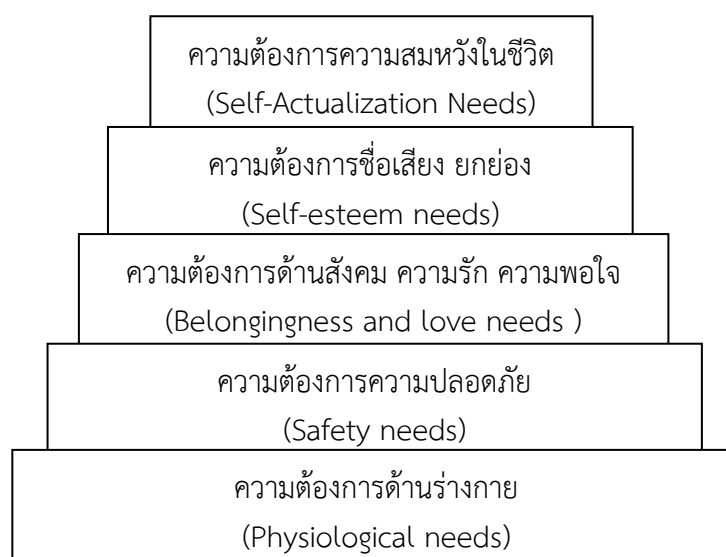 ความต้องการความสมหวังในชีวิต
(Self-Actualization Needs)
ความต้องการชื่อเสียง ยกย่อง
(Self-esteem needs)
ความต้องการด้านสังคม ความรัก ความพอใจ
(Belongingness and love needs )
ความต้องการความปลอดภัย
(Safety needs)
ความต้องการด้านร่างกาย
(Physiological needs)